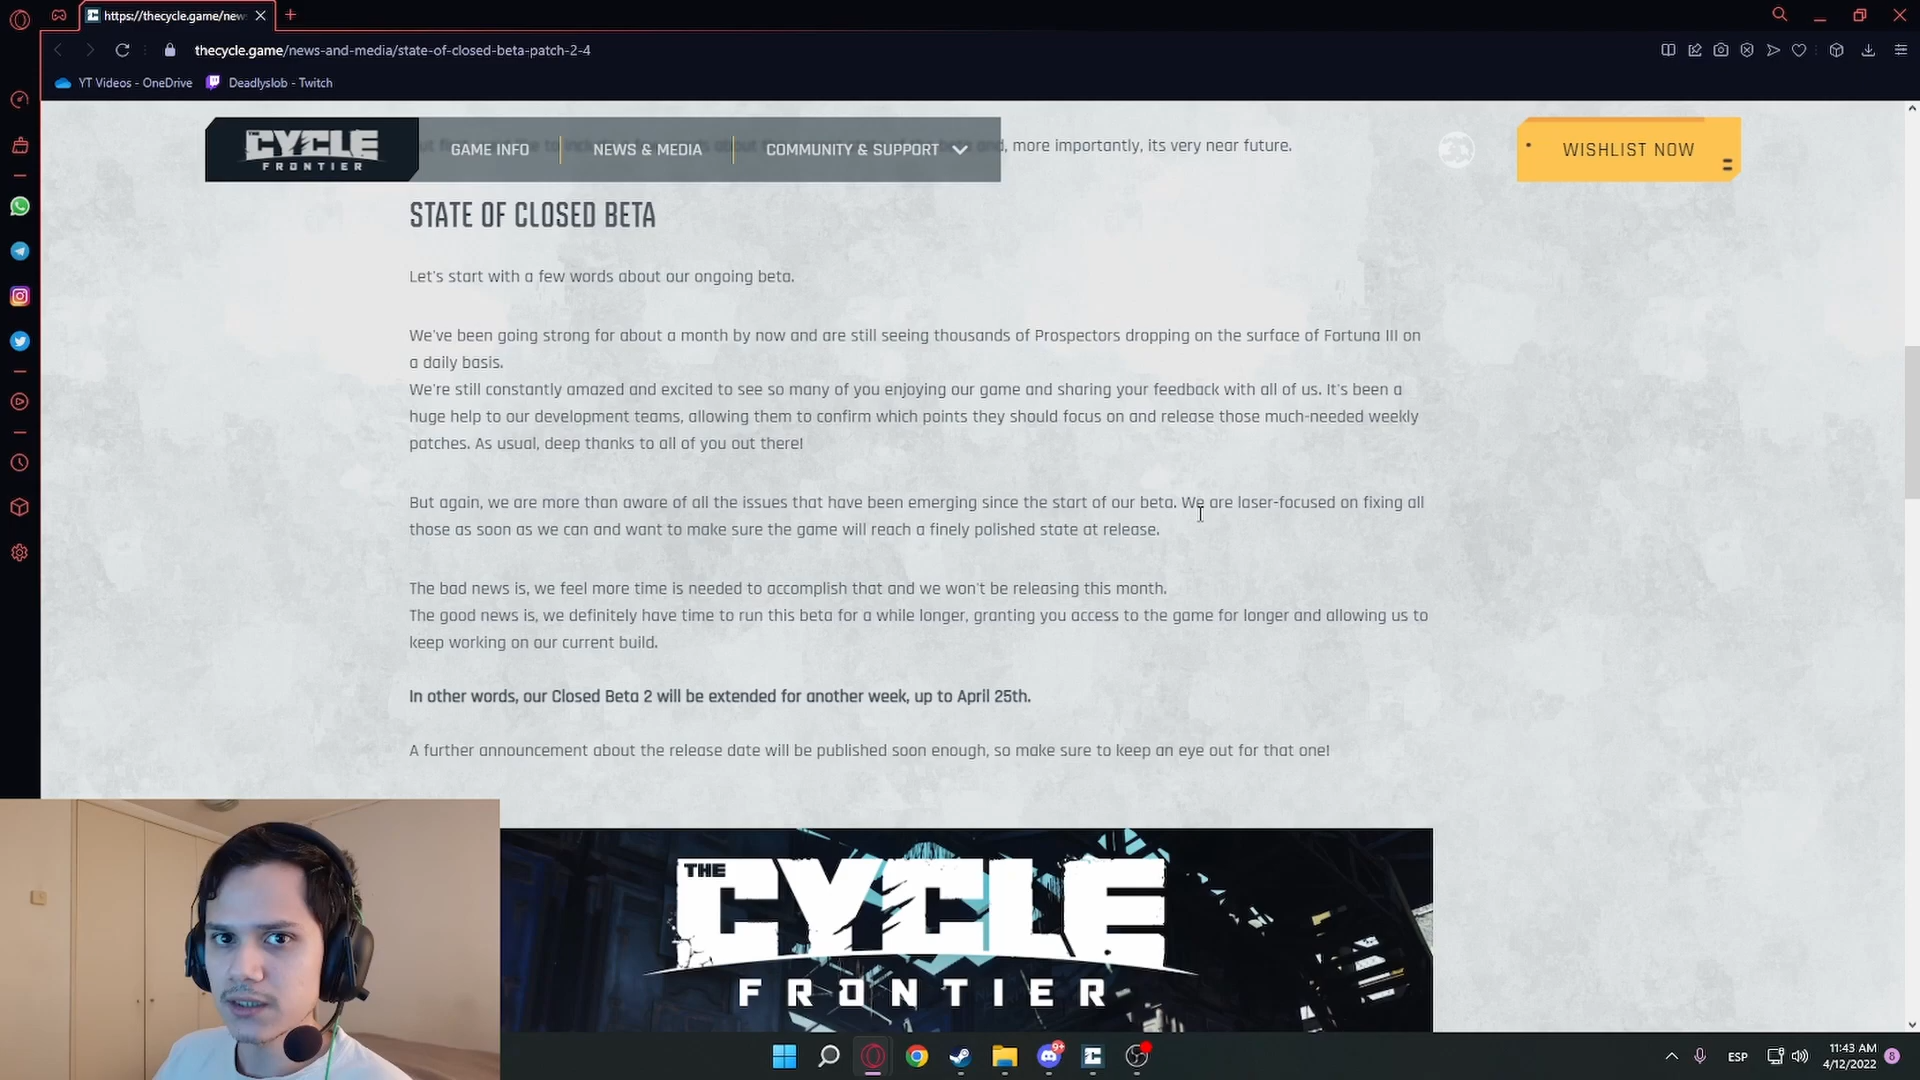 https://thecycle.game/new
thecycle.game/news-and-media/state-of-closed-beta-patch-2-4
YT Videos - OneDrive
Deadlyslob - Twitch
THE CYCLE FRONTIER
GAME INFO
NEWS & MEDIA
COMMUNITY & SUPPORT
, more importantly, its very near future.
WISHLIST NOW
STATE OF CLOSED BETA
Let's start with a few words about our ongoing beta.
We've been going strong for about a month by now and are still seeing thousands of Prospectors dropping on the surface of Fortuna III on
a daily basis.
We're still constantly amazed and excited to see so many of you enjoying our game and sharing your feedback with all of us. It's been a
huge help to our development teams, allowing them to confirm which points they should focus on and release those much-needed weekly
patches. As usual, deep thanks to all of you out there!
But again, we are more than aware of all the issues that have been emerging since the start of our beta. We are laser-focused on fixing all
those as soon as we can and want to make sure the game will reach a finely polished state at release.
The bad news is, we feel more time is needed to accomplish that and we won't be releasing this month.
The good news is, we definitely have time to run this beta for a while longer, granting you access to the game for longer and allowing us to
keep working on our current build.
In other words, our Closed Beta 2 will be extended for another week, up to April 25th.
A further announcement about the release date will be published soon enough, so make sure to keep an eye out for that one!
THE
CYCLE
FRONTIER
9+
ESP
11:43 AM
4/12/2022
8